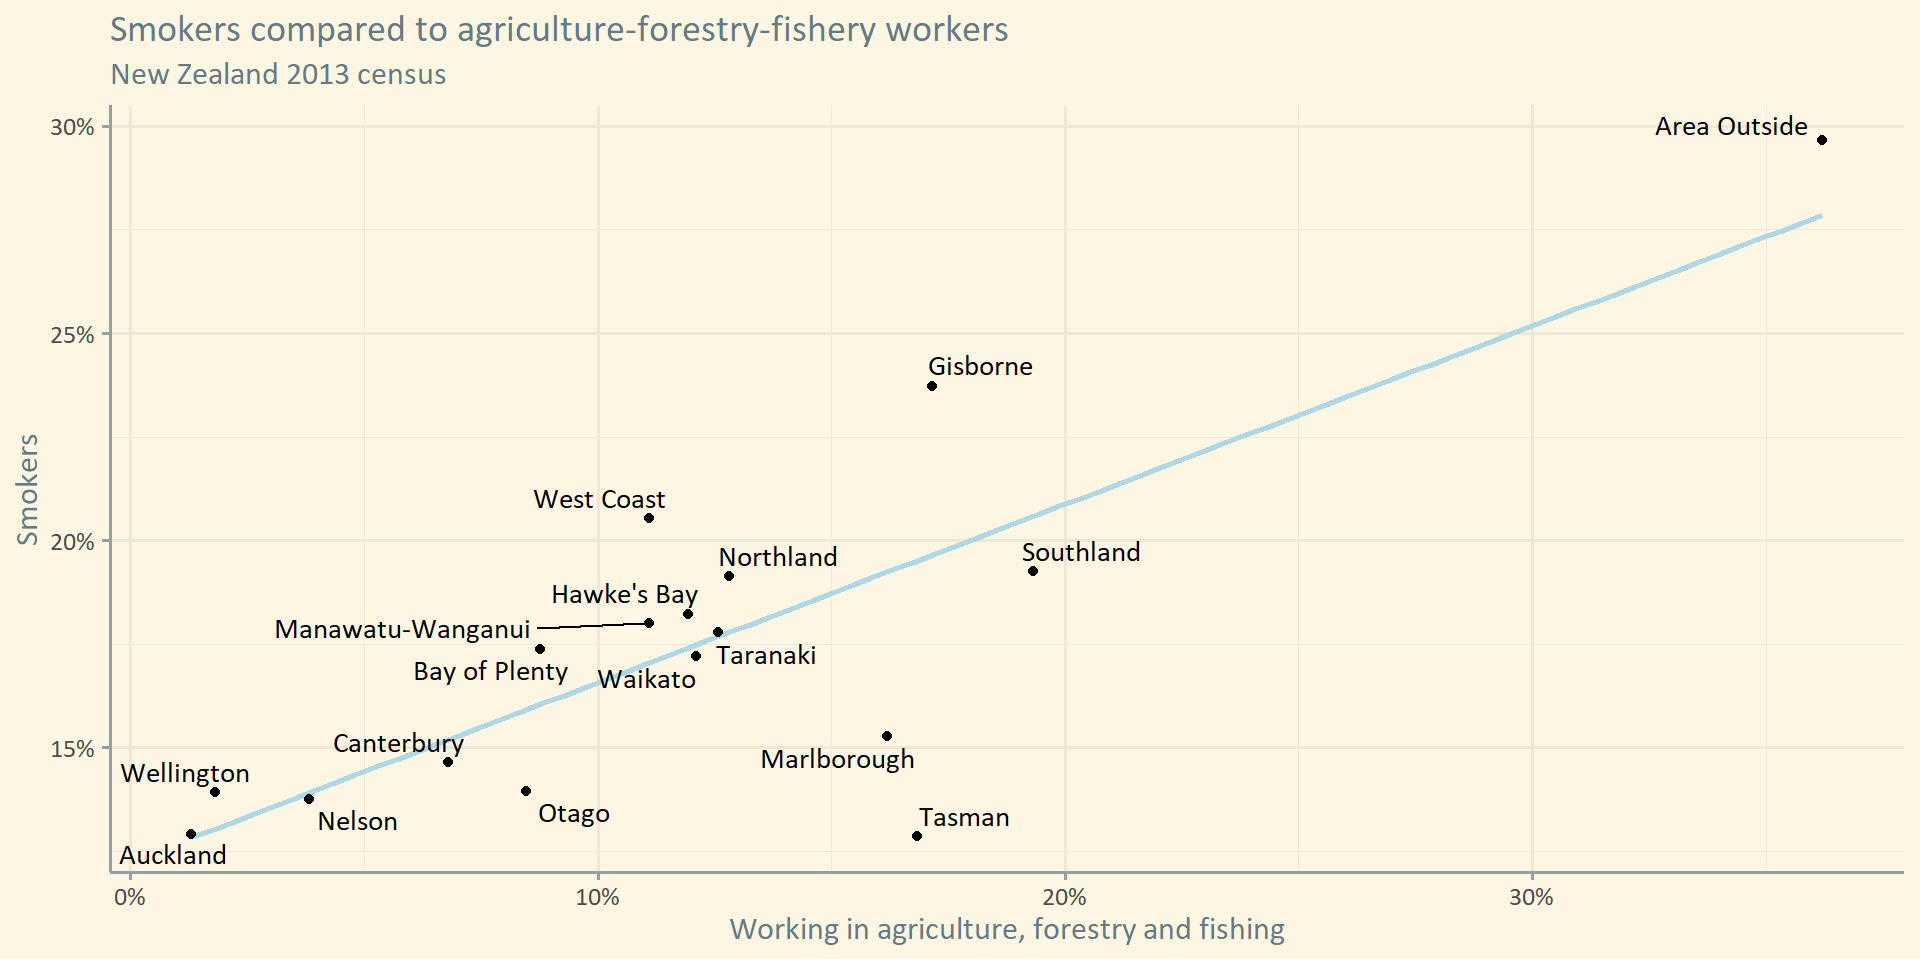 Smokers compared to agriculture-forestry-fishery workers
New Zealand 2013 census
30%
25%
20%
15%
Smokers
Area Outside
Gisborne
West Coast
Northland
Southland
Hawke's Bay
Manawatu-Wanganui
Taranaki
Bay of Plenty
Waikato
Canterbury
Marlborough
Wellington
Nelson
Otago
Tasman
Auckland
0%
10%
20%
30%
Working in agriculture, forestry and fishing